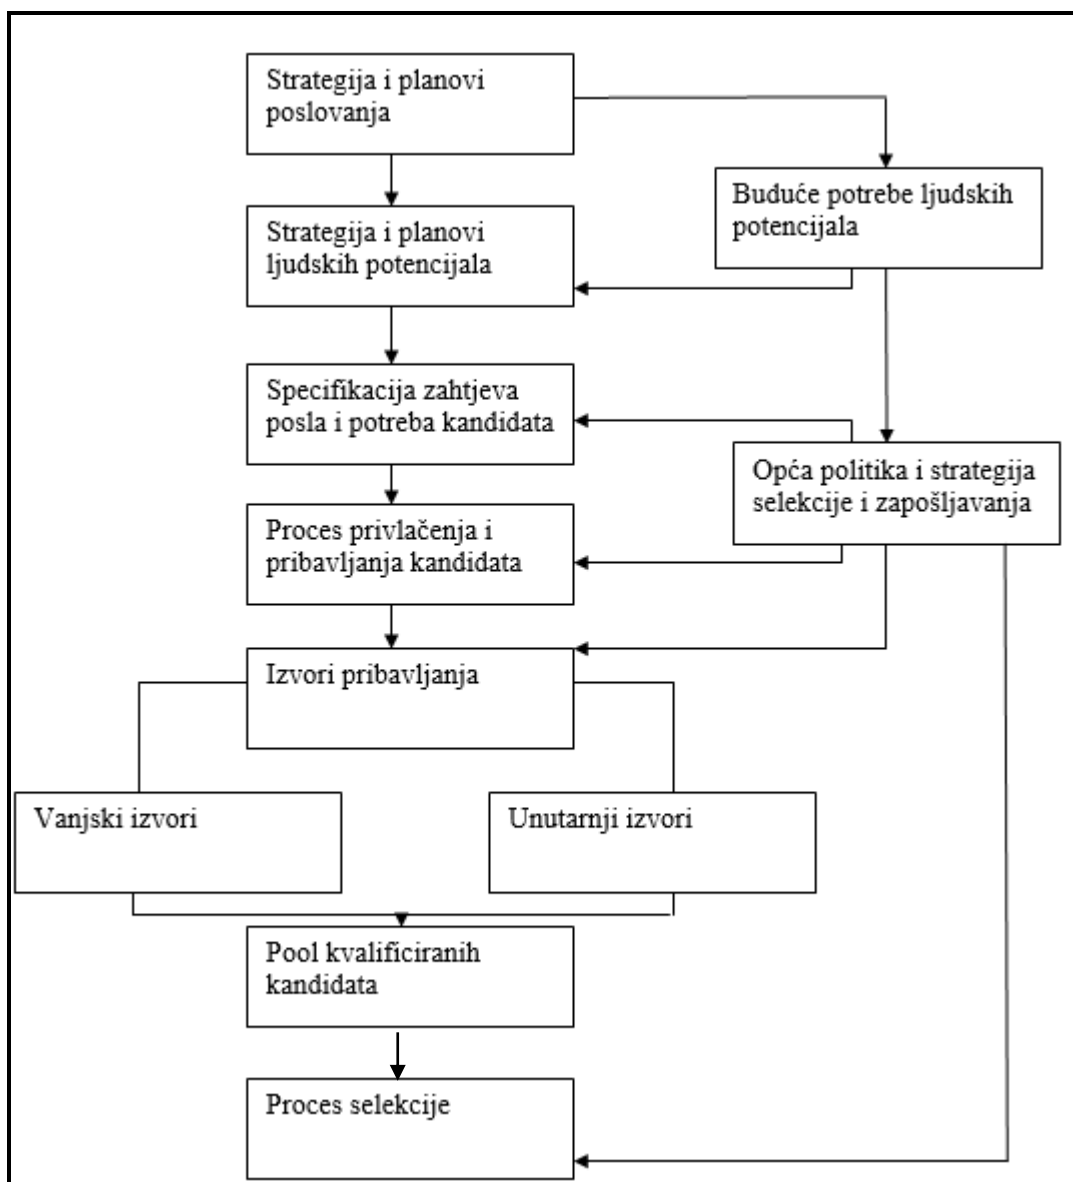 Strategija i planovi
poslovanja
Buduće potrebe ljudskih
potencijala
Strategija i planovi
ljudskih potencijala
Specifikacija zahtjeva
posla i potreba kandidata
Opća politika i strategija
selekcije i zapošljavanja
Proces privlačenja i
pribavljanja kandidata
Izvori pribavljanja
Vanjski izvori
Unutarnji izvori
Pool kvalificiranih
kandidata
Proces selekcije